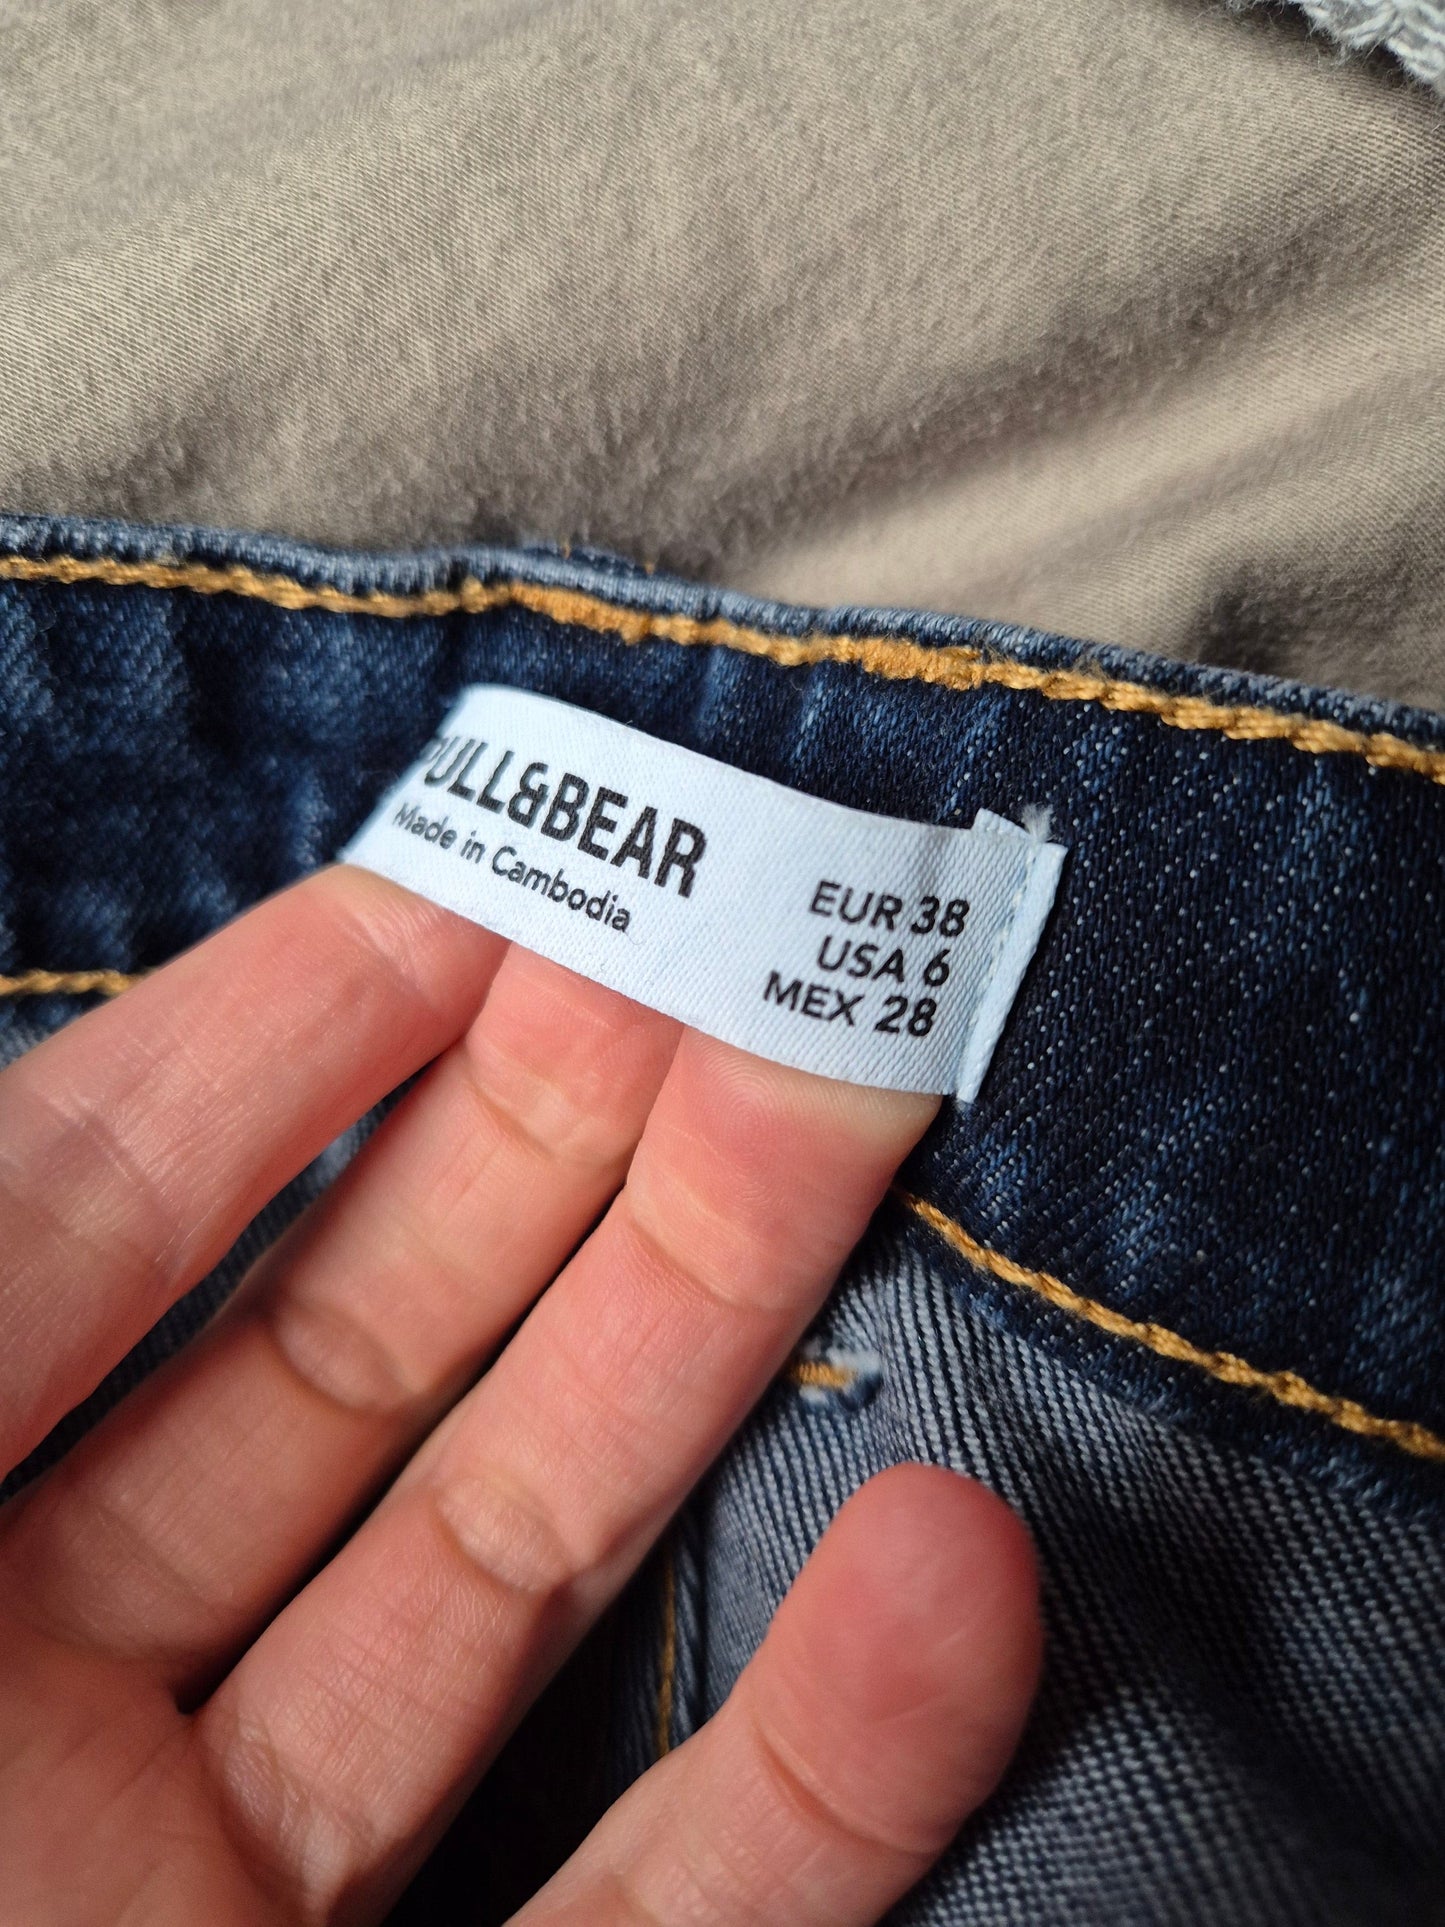 PULL&BEAR
Made in Cambodia
EUR 38
USA 6
MEX 28